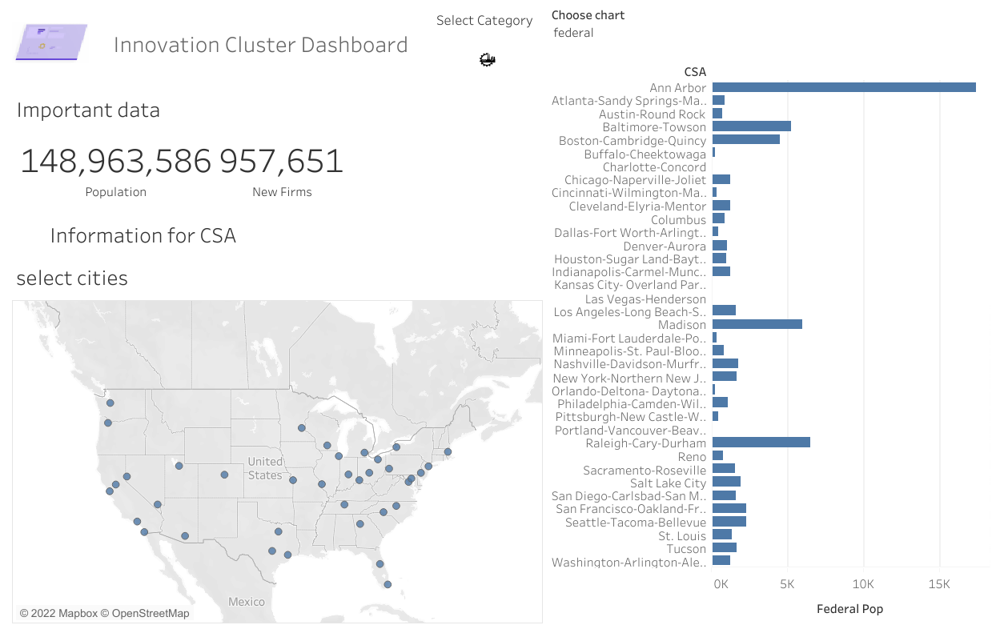 Innovation Cluster Dashboard
Select Category
Choose chart
federal
Important data
148,963,586 957,651
Population New Firms
Information for CSA
select cities
United
States
Mexico
© 2022 Mapbox © OpenStreetMap
CSA
Ann Arbor
Atlanta-Sandy Springs-Ma..
Austin-Round Rock
Baltimore-Towson
Boston-Cambridge-Quincy
Buffalo-Cheektowaga
Charlotte-Concord
Chicago-Naperville-Joliet
Cincinnati-Wilmington-Ma..
Cleveland-Elyria-Mentor
Columbus
Dallas-Fort Worth-Arlingt..
Denver-Aurora
Houston-Sugar Land-Bayt..
Indianapolis-Carmel-Munc..
Kansas City- Overland Par..
Las Vegas-Henderson
Los Angeles-Long Beach-S..
Madison
Miami-Fort Lauderdale-Po..
Minneapolis-St. Paul-Bloo..
Nashville-Davidson-Murfr..
New York-Northern New J..
Orlando-Deltona- Daytona..
Philadelphia-Camden-Wil..
Pittsburgh-New Castle-W..
Portland-Vancouver-Beav..
Raleigh-Cary-Durham
Reno
Sacramento-Roseville
Salt Lake City
San Diego-Carlsbad-San M..
San Francisco-Oakland-Fr..
Seattle-Tacoma-Bellevue
St. Louis
Tucson
Washington-Arlington-Ale..
0K 5K 10K 15K
Federal Pop